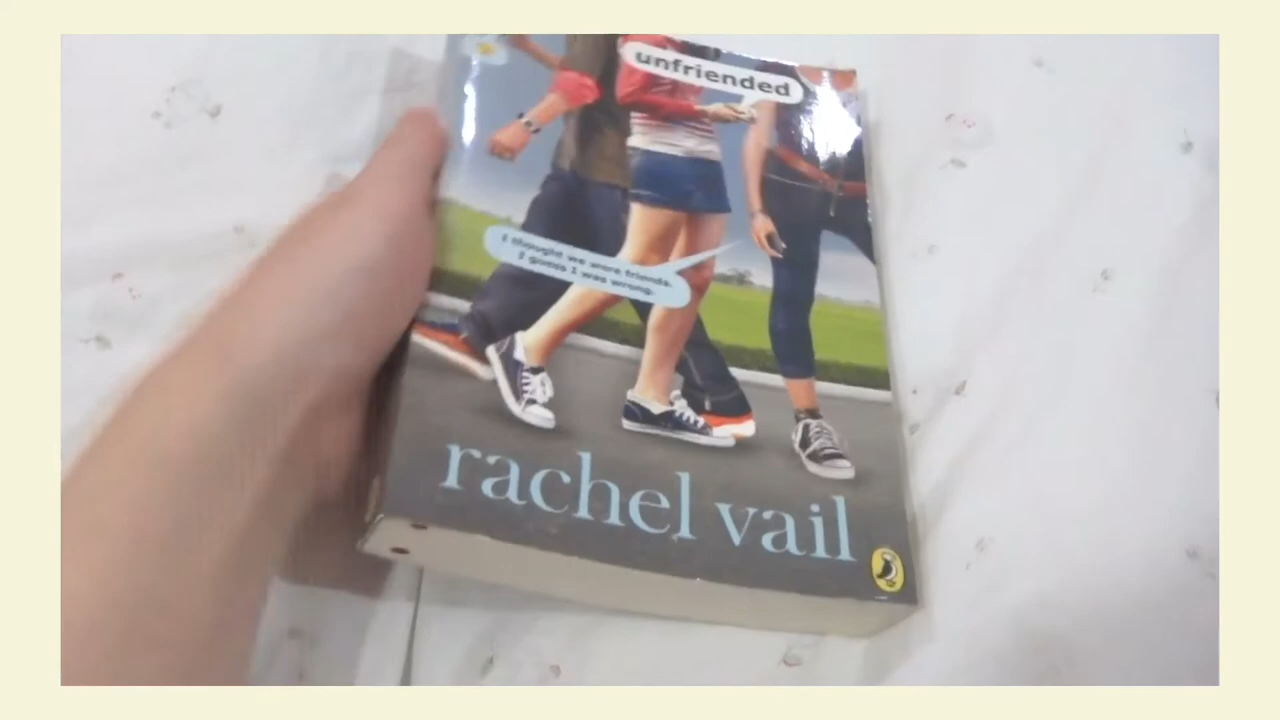 unfriended
I thought we were friends.
I guess I was wrong.
rachel vail